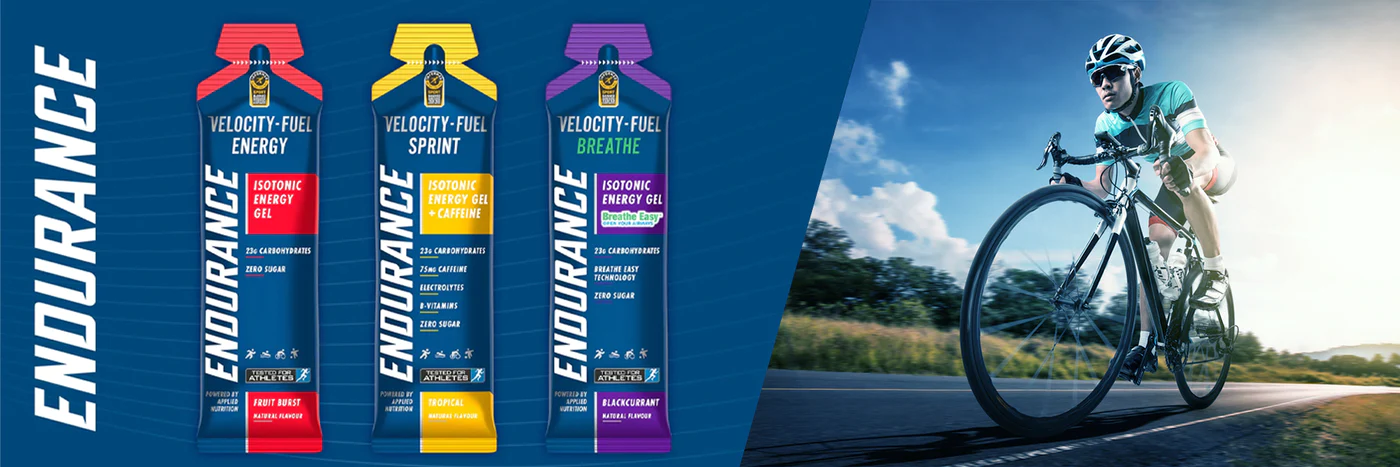 ENDURANCE
VELOCITY-FUEL
ENERGY
ENDURANCE
ISOTONIC
ENERGY
GEL
23G CARBOHYDRATES
ZERO SUGAR
TESTED FOR
ATHLETES
POWERED BY
APPLIED
NUTRITION
FRUIT BURST
NATURAL FLAVOUR
VELOCITY-FUEL
SPRINT
ENDURANCE
ISOTONIC
ENERGY GEL
+ CAFFEINE
23G CARBOHYDRATES
75MG CAFFEINE
ELECTROLYTES
B-VITAMINS
ZERO SUGAR
TESTED FOR
ATHLETES
POWERED BY
APPLIED
NUTRITION
TROPICAL
NATURAL FLAVOUR
VELOCITY-FUEL
BREATHE
ENDURANCE
ISOTONIC
ENERGY GEL
Breathe Easy
OPEN YOUR AIRWAYS
23G CARBOHYDRATES
BREATHE EASY
TECHNOLOGY
ZERO SUGAR
TESTED FOR
ATHLETES
POWERED BY
APPLIED
NUTRITION
BLACKCURRANT
NATURAL FLAVOUR